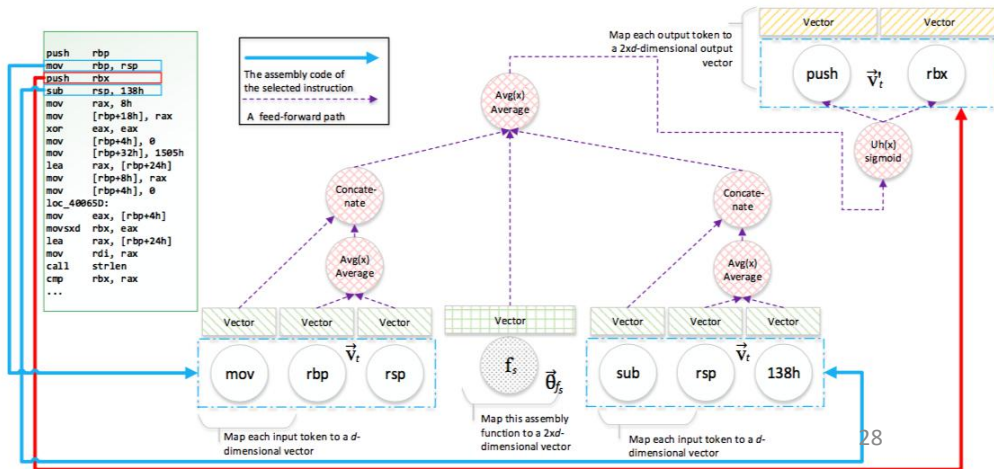 push rbp
mov rbp, rsp
push rbx
sub rsp, 138h
mov rax, 8h
mov [rbp+18h], rax
xor eax, eax
mov [rbp+4h], 0
mov [rbp+32h], 1505h
lea rax, [rbp+24h]
mov [rbp+8h], rax
mov [rbp+4h], 0
loc_40065D:
mov eax, [rbp+4h]
movsxd rbx, eax
lea rax, [rbp+24h]
mov rdi, rax
call strlen
cmp rbx, rax
...
The assembly code of
the selected instruction
A feed-forward path
Map each output token to
a 2xd-dimensional output
vector
Vector Vector
push v⃗'t rbx
Uh(x)
sigmoid
Avg(x)
Average
Concate-
nate
Concate-
nate
Avg(x)
Average
Avg(x)
Average
Vector Vector Vector
v⃗t
mov rbp rsp
Map each input token to a d-
dimensional vector
Vector
fs
θ⃗fs
Map this assembly
function to a 2xd-
dimensional vector
Vector Vector Vector
v⃗t
sub rsp 138h
Map each input token to a d-
dimensional vector
28